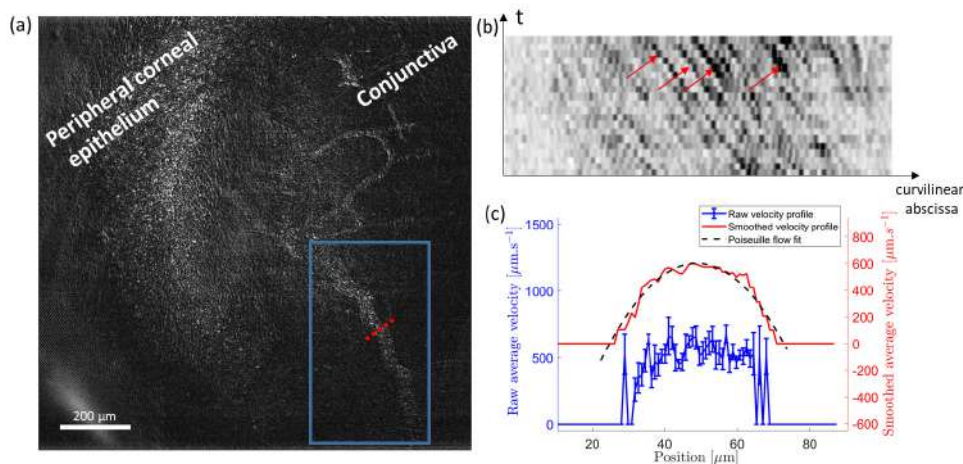 (a)
Peripheral corneal
epithelium
Conjunctiva
200 μm
(b)
t
curvilinear
abscissa
(c)
Raw velocity profile
Smoothed velocity profile
Poiseuille flow fit
Raw average velocity [μm.s⁻¹]
1500
1000
500
0
Smoothed average velocity [μm.s⁻¹]
800
600
400
200
0
-200
-400
-600
20
40
60
80
Position [μm]